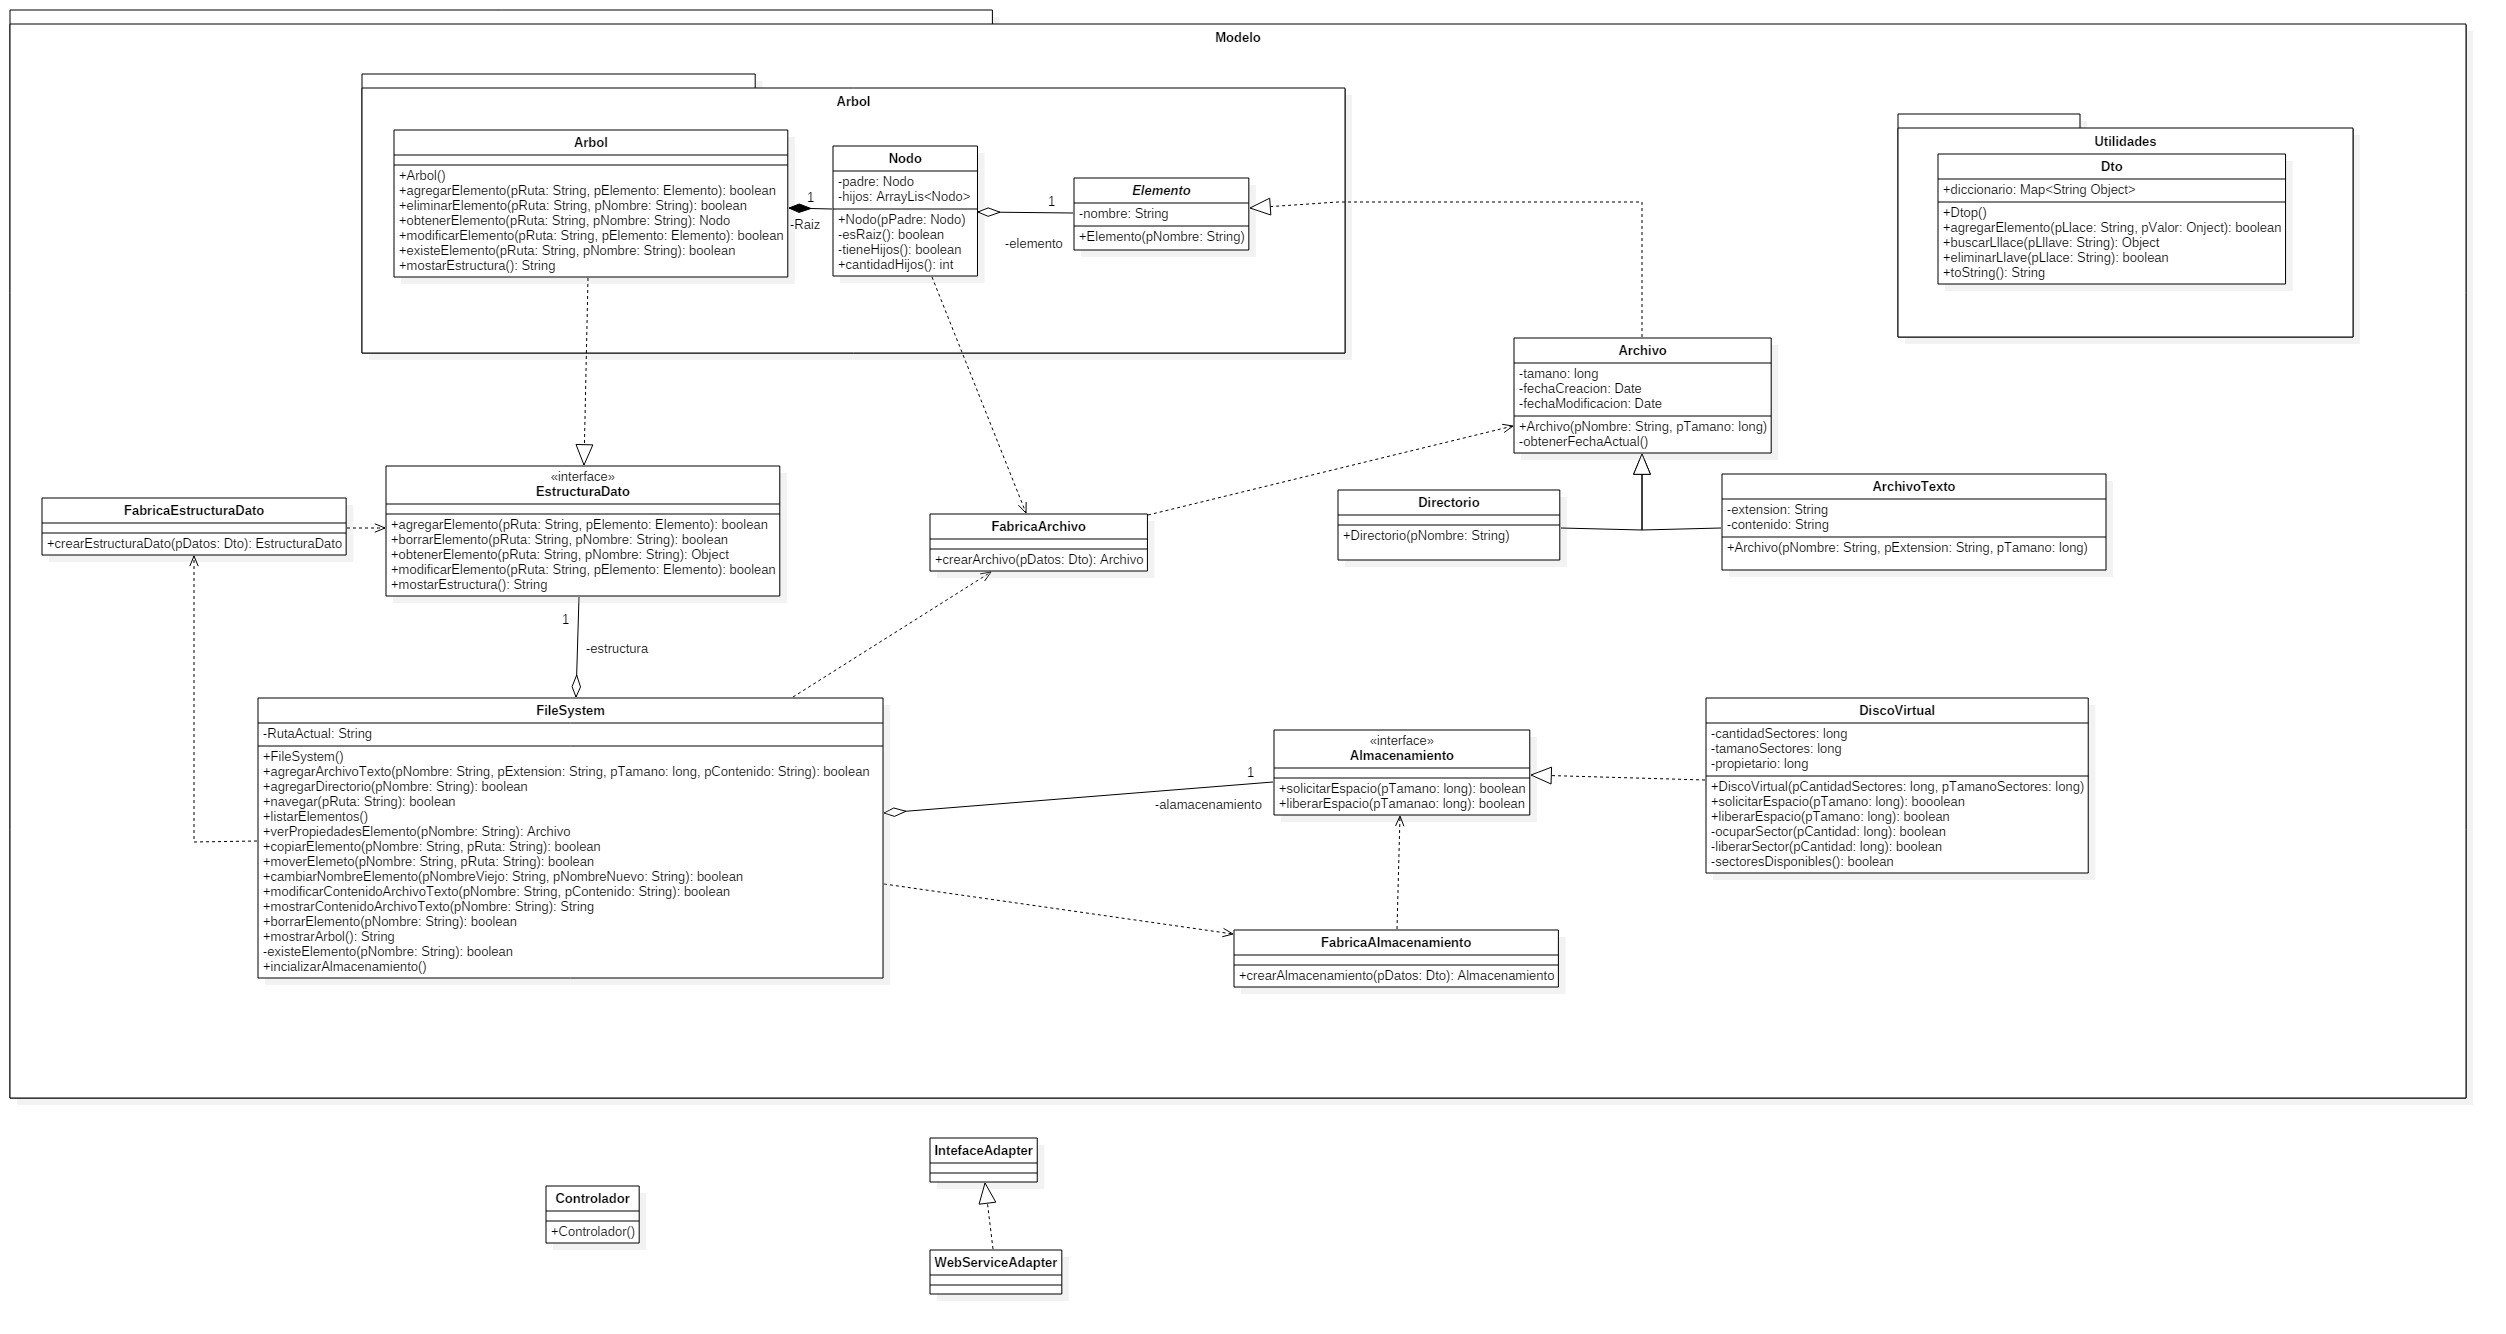 Modelo
Arbol
Arbol
+Arbol()
+agregarElemento(pRuta: String, pElemento: Elemento): boolean
+eliminarElemento(pRuta: String, pNombre: String): boolean
+obtenerElemento(pRuta: String, pNombre: String): Nodo
+modificarElemento(pRuta: String, pElemento: Elemento): boolean
+existeElemento(pRuta: String, pNombre: String): boolean
+mostarEstructura(): String
1
-Raiz
Nodo
-padre: Nodo
-hijos: ArrayLis<Nodo>
+Nodo(pPadre: Nodo)
-esRaiz(): boolean
-tieneHijos(): boolean
+cantidadHijos(): int
1
-elemento
Elemento
-nombre: String
+Elemento(pNombre: String)
Utilidades
Dto
+diccionario: Map<String Object>
+Dtop()
+agregarElemento(pLlace: String, pValor: Onject): boolean
+buscarLllace(pLllave: String): Object
+eliminarLlave(pLlace: String): boolean
+toString(): String
Archivo
-tamano: long
-fechaCreacion: Date
-fechaModificacion: Date
+Archivo(pNombre: String, pTamano: long)
-obtenerFechaActual()
FabricaEstructuraDato
+crearEstructuraDato(pDatos: Dto): EstructuraDato
«interface»
EstructuraDato
+agregarElemento(pRuta: String, pElemento: Elemento): boolean
+borrarElemento(pRuta: String, pNombre: String): boolean
+obtenerElemento(pRuta: String, pNombre: String): Object
+modificarElemento(pRuta: String, pElemento: Elemento): boolean
+mostarEstructura(): String
FabricaArchivo
+crearArchivo(pDatos: Dto): Archivo
Directorio
+Directorio(pNombre: String)
ArchivoTexto
-extension: String
-contenido: String
+Archivo(pNombre: String, pExtension: String, pTamano: long)
1
-estructura
FileSystem
-RutaActual: String
+FileSystem()
+agregarArchivoTexto(pNombre: String, pExtension: String, pTamano: long, pContenido: String): boolean
+agregarDirectorio(pNombre: String): boolean
+navegar(pRuta: String): boolean
+listarElementos()
+verPropiedadesElemento(pNombre: String): Archivo
+copiarElemento(pNombre: String, pRuta: String): boolean
+moverElemeto(pNombre: String, pRuta: String): boolean
+cambiarNombreElemento(pNombreViejo: String, pNombreNuevo: String): boolean
+modificarContenidoArchivoTexto(pNombre: String, pContenido: String): boolean
+mostrarContenidoArchivoTexto(pNombre: String): String
+borrarElemento(pNombre: String): boolean
+mostrarArbol(): String
-existeElemento(pNombre: String): boolean
+incializarAlmacenamiento()
1
-alamacenamiento
«interface»
Almacenamiento
+solicitarEspacio(pTamano: long): boolean
+liberarEspacio(pTamanao: long): boolean
DiscoVirtual
-cantidadSectores: long
-tamanoSectores: long
-propietario: long
+DiscoVirtual(pCantidadSectores: long, pTamanoSectores: long)
+solicitarEspacio(pTamano: long): booolean
+liberarEspacio(pTamano: long): boolean
-ocuparSector(pCantidad: long): boolean
-liberarSector(pCantidad: long): boolean
-sectoresDisponibles(): boolean
FabricaAlmacenamiento
+crearAlmacenamiento(pDatos: Dto): Almacenamiento
IntefaceAdapter
Controlador
+Controlador()
WebServiceAdapter